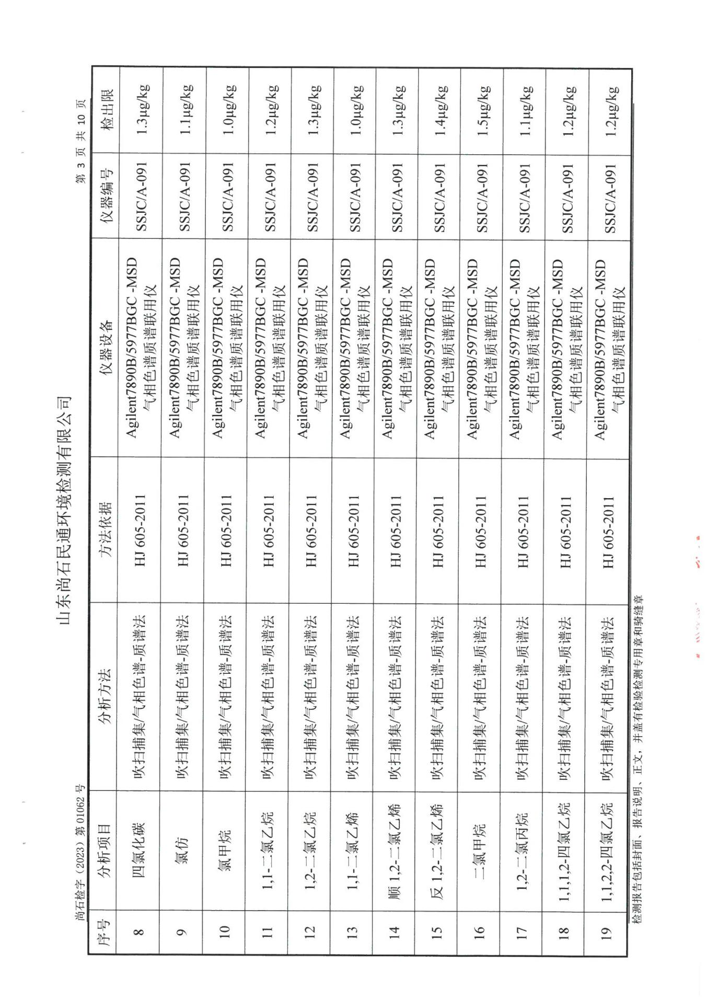 山东尚石民通环境检测有限公司
尚石检字（2023）第 01062 号 第 3 页 共 10 页
序号 分析项目 分析方法 方法依据 仪器设备 仪器编号 检出限
8 四氯化碳 吹扫捕集/气相色谱-质谱法 HJ 605-2011 Agilent7890B/5977BGC -MSD SSJC/A-091 1.3μg/kg
气相色谱质谱联用仪
9 氯仿 吹扫捕集/气相色谱-质谱法 HJ 605-2011 Agilent7890B/5977BGC -MSD SSJC/A-091 1.1μg/kg
气相色谱质谱联用仪
10 氯甲烷 吹扫捕集/气相色谱-质谱法 HJ 605-2011 Agilent7890B/5977BGC -MSD SSJC/A-091 1.0μg/kg
气相色谱质谱联用仪
11 1,1-二氯乙烷 吹扫捕集/气相色谱-质谱法 HJ 605-2011 Agilent7890B/5977BGC -MSD SSJC/A-091 1.2μg/kg
气相色谱质谱联用仪
12 1,2-二氯乙烷 吹扫捕集/气相色谱-质谱法 HJ 605-2011 Agilent7890B/5977BGC -MSD SSJC/A-091 1.3μg/kg
气相色谱质谱联用仪
13 1,1-二氯乙烯 吹扫捕集/气相色谱-质谱法 HJ 605-2011 Agilent7890B/5977BGC -MSD SSJC/A-091 1.0μg/kg
气相色谱质谱联用仪
14 顺 1,2-二氯乙烯 吹扫捕集/气相色谱-质谱法 HJ 605-2011 Agilent7890B/5977BGC -MSD SSJC/A-091 1.3μg/kg
气相色谱质谱联用仪
15 反 1,2-二氯乙烯 吹扫捕集/气相色谱-质谱法 HJ 605-2011 Agilent7890B/5977BGC -MSD SSJC/A-091 1.4μg/kg
气相色谱质谱联用仪
16 二氯甲烷 吹扫捕集/气相色谱-质谱法 HJ 605-2011 Agilent7890B/5977BGC -MSD SSJC/A-091 1.5μg/kg
气相色谱质谱联用仪
17 1,2-二氯丙烷 吹扫捕集/气相色谱-质谱法 HJ 605-2011 Agilent7890B/5977BGC -MSD SSJC/A-091 1.1μg/kg
气相色谱质谱联用仪
18 1,1,1,2-四氯乙烷 吹扫捕集/气相色谱-质谱法 HJ 605-2011 Agilent7890B/5977BGC -MSD SSJC/A-091 1.2μg/kg
气相色谱质谱联用仪
19 1,1,2,2-四氯乙烷 吹扫捕集/气相色谱-质谱法 HJ 605-2011 Agilent7890B/5977BGC -MSD SSJC/A-091 1.2μg/kg
气相色谱质谱联用仪
检测报告包括封面、报告说明、正文，并盖有检验检测专用章和骑缝章